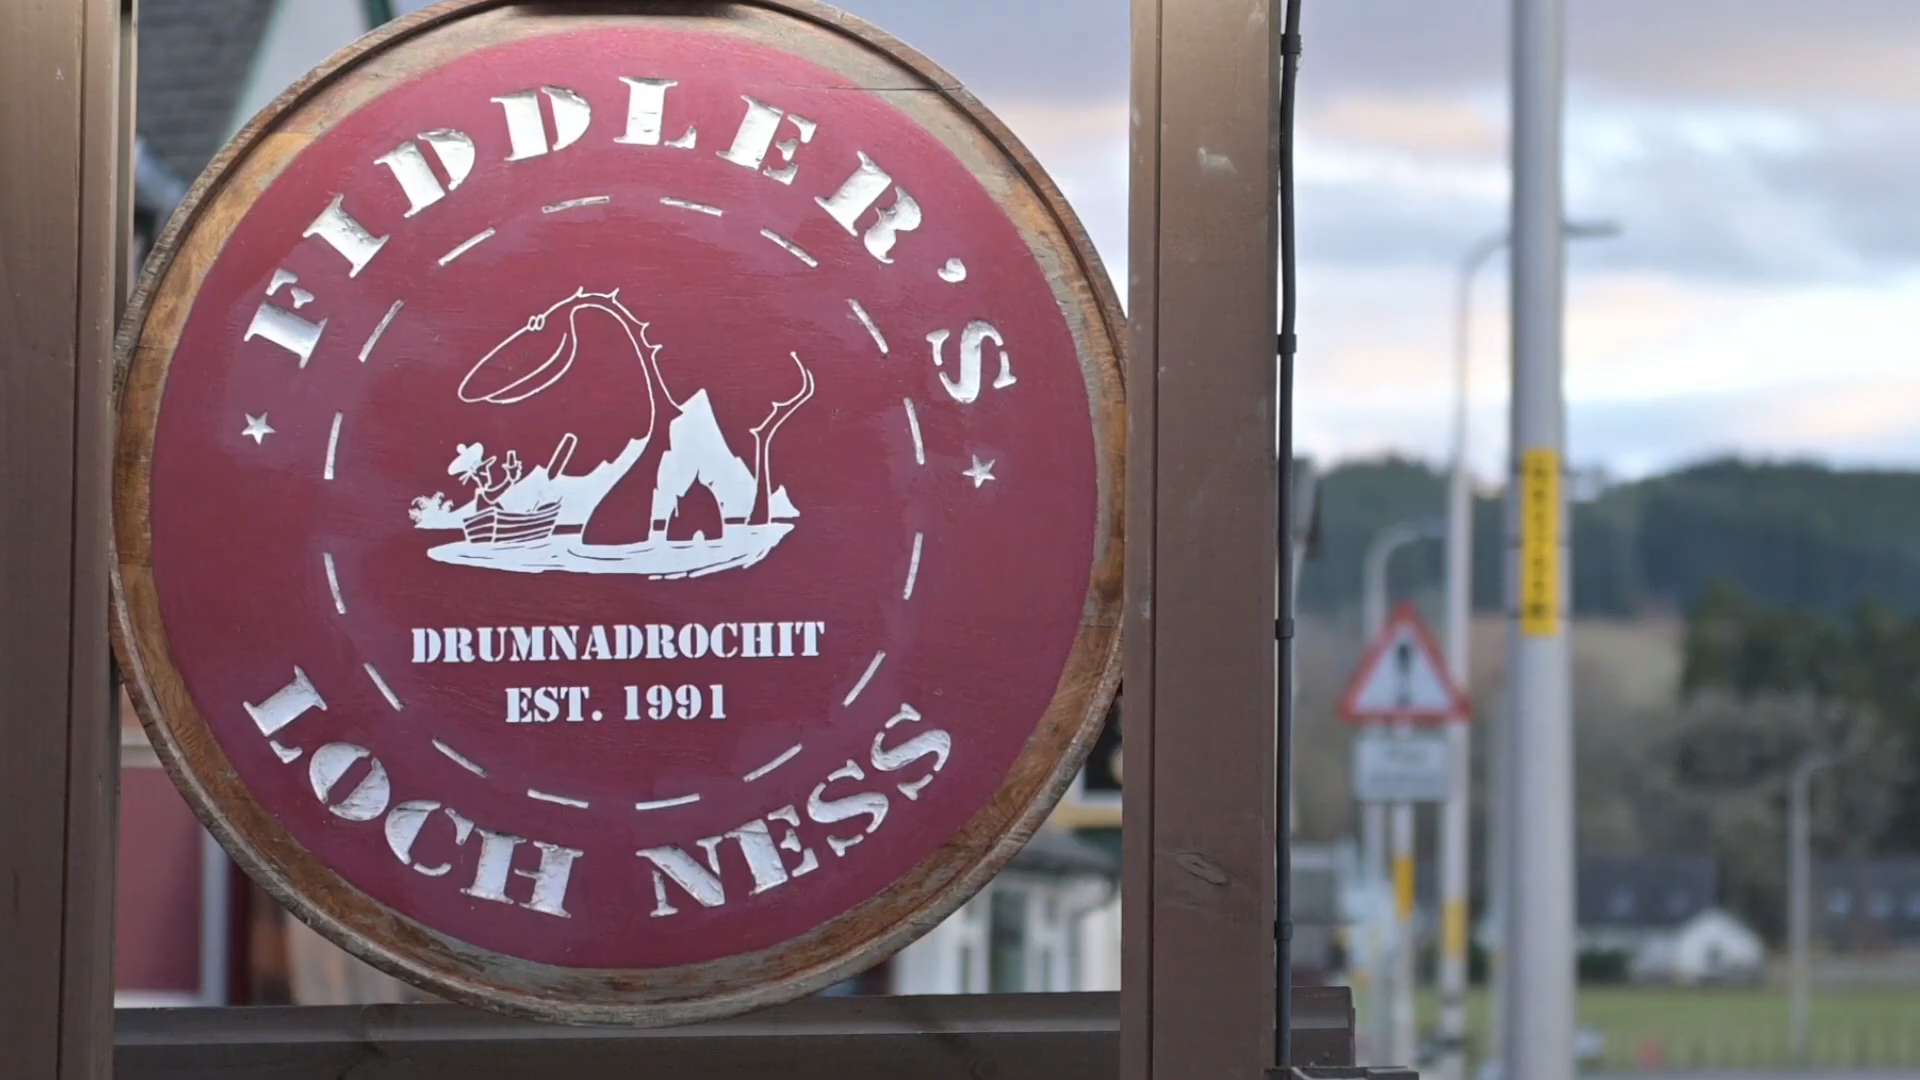 FIDDLER'S
DRUMNADROCHIT
EST. 1991
LOCH NESS